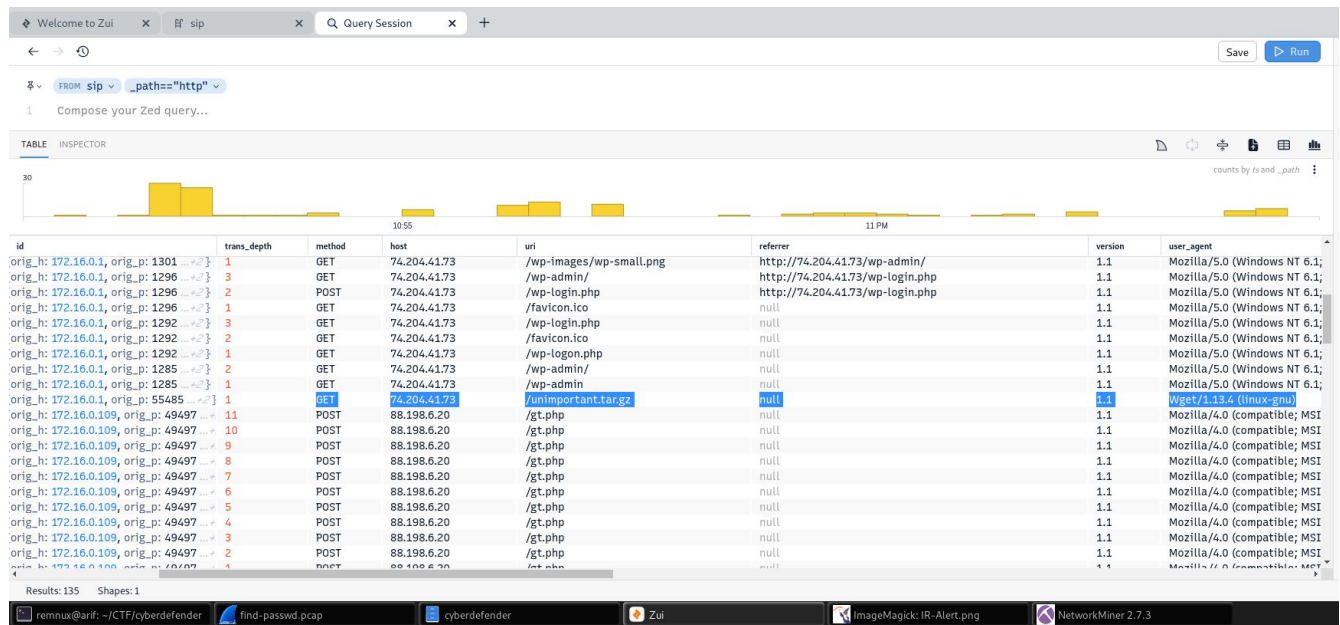 Welcome to Zui × sip × Query Session × +
Save Run
FROM sip _path=="http"
1 Compose your Zed query...
TABLE INSPECTOR
counts by ts and _path
30
10:55 11 PM
id trans_depth method host uri referrer version user_agent
orig_h: 172.16.0.1, orig_p: 1301 ...+2} 1 GET 74.204.41.73 /wp-images/wp-small.png http://74.204.41.73/wp-admin/ 1.1 Mozilla/5.0 (Windows NT 6.1;
orig_h: 172.16.0.1, orig_p: 1296 ...+2} 3 GET 74.204.41.73 /wp-admin/ http://74.204.41.73/wp-login.php 1.1 Mozilla/5.0 (Windows NT 6.1;
orig_h: 172.16.0.1, orig_p: 1296 ...+2} 2 POST 74.204.41.73 /wp-login.php http://74.204.41.73/wp-login.php 1.1 Mozilla/5.0 (Windows NT 6.1;
orig_h: 172.16.0.1, orig_p: 1296 ...+2} 1 GET 74.204.41.73 /favicon.ico null 1.1 Mozilla/5.0 (Windows NT 6.1;
orig_h: 172.16.0.1, orig_p: 1292 ...+2} 3 GET 74.204.41.73 /wp-login.php null 1.1 Mozilla/5.0 (Windows NT 6.1;
orig_h: 172.16.0.1, orig_p: 1292 ...+2} 2 GET 74.204.41.73 /favicon.ico null 1.1 Mozilla/5.0 (Windows NT 6.1;
orig_h: 172.16.0.1, orig_p: 1292 ...+2} 1 GET 74.204.41.73 /wp-logon.php null 1.1 Mozilla/5.0 (Windows NT 6.1;
orig_h: 172.16.0.1, orig_p: 1285 ...+2} 2 GET 74.204.41.73 /wp-admin/ null 1.1 Mozilla/5.0 (Windows NT 6.1;
orig_h: 172.16.0.1, orig_p: 1285 ...+2} 1 GET 74.204.41.73 /wp-admin null 1.1 Mozilla/5.0 (Windows NT 6.1;
orig_h: 172.16.0.1, orig_p: 55485 ...+2} 1 GET 74.204.41.73 /unimportant.tar.gz null 1.1 Wget/1.13.4 (linux-gnu)
orig_h: 172.16.0.109, orig_p: 49497 ...+ 11 POST 88.198.6.20 /gt.php null 1.1 Mozilla/4.0 (compatible; MSI
orig_h: 172.16.0.109, orig_p: 49497 ...+ 10 POST 88.198.6.20 /gt.php null 1.1 Mozilla/4.0 (compatible; MSI
orig_h: 172.16.0.109, orig_p: 49497 ...+ 9 POST 88.198.6.20 /gt.php null 1.1 Mozilla/4.0 (compatible; MSI
orig_h: 172.16.0.109, orig_p: 49497 ...+ 8 POST 88.198.6.20 /gt.php null 1.1 Mozilla/4.0 (compatible; MSI
orig_h: 172.16.0.109, orig_p: 49497 ...+ 7 POST 88.198.6.20 /gt.php null 1.1 Mozilla/4.0 (compatible; MSI
orig_h: 172.16.0.109, orig_p: 49497 ...+ 6 POST 88.198.6.20 /gt.php null 1.1 Mozilla/4.0 (compatible; MSI
orig_h: 172.16.0.109, orig_p: 49497 ...+ 5 POST 88.198.6.20 /gt.php null 1.1 Mozilla/4.0 (compatible; MSI
orig_h: 172.16.0.109, orig_p: 49497 ...+ 4 POST 88.198.6.20 /gt.php null 1.1 Mozilla/4.0 (compatible; MSI
orig_h: 172.16.0.109, orig_p: 49497 ...+ 3 POST 88.198.6.20 /gt.php null 1.1 Mozilla/4.0 (compatible; MSI
orig_h: 172.16.0.109, orig_p: 49497 ...+ 2 POST 88.198.6.20 /gt.php null 1.1 Mozilla/4.0 (compatible; MSI
Results: 135 Shapes: 1
remnux@arif: ~/CTF/cyberdefender find-passwd.pcap cyberdefender Zui ImageMagick: IR-Alert.png NetworkMiner 2.7.3